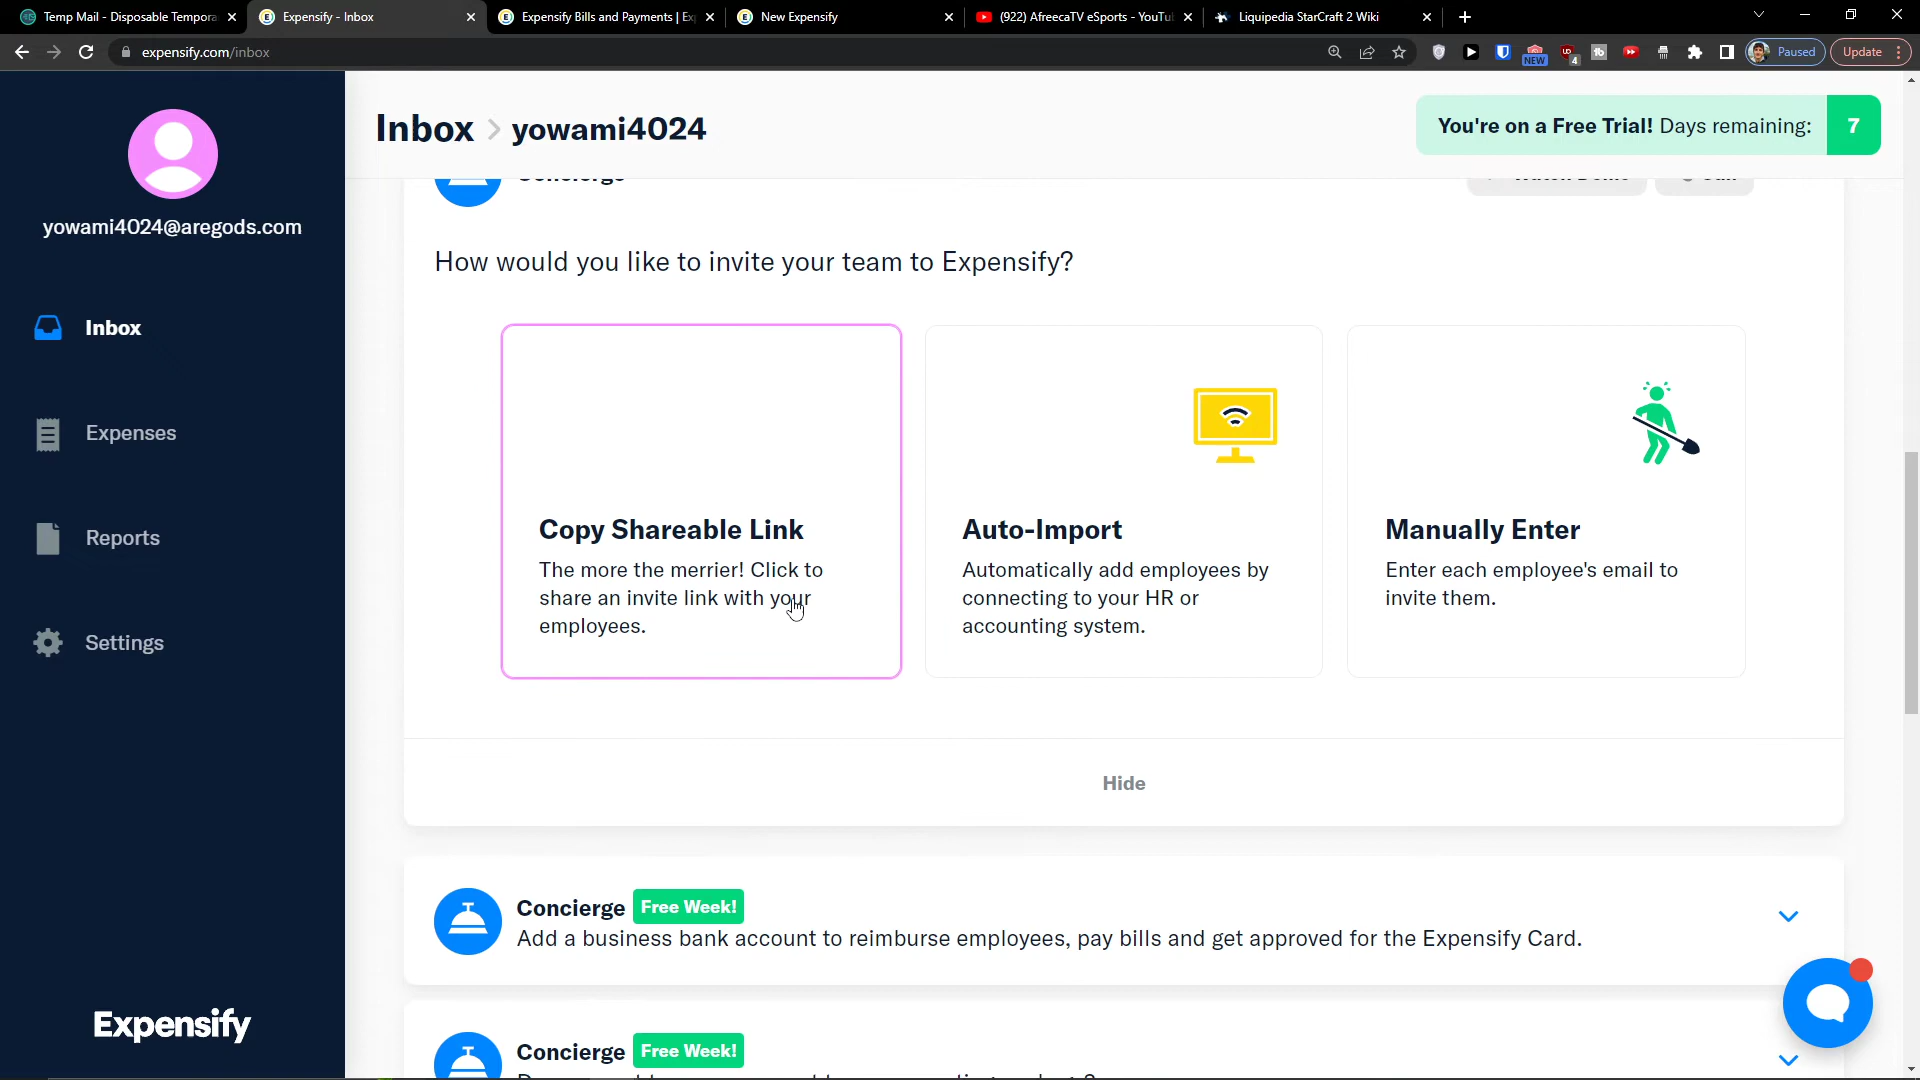 Temp Mail - Disposable Tempora
Expensify - Inbox
Expensify Bills and Payments | Ex
New Expensify
(922) AfreecaTV eSports - YouTu
Liquipedia StarCraft 2 Wiki
expensify.com/inbox
NEW
4
Paused
Update
Inbox > yowami4024
You're on a Free Trial! Days remaining: 7
yowami4024@aregods.com
Inbox
Expenses
Reports
Settings
Expensify
Concierge
Watch Demo
Call
How would you like to invite your team to Expensify?
Copy Shareable Link
The more the merrier! Click to
share an invite link with your
employees.
Auto-Import
Automatically add employees by
connecting to your HR or
accounting system.
Manually Enter
Enter each employee's email to
invite them.
Hide
Concierge Free Week!
Add a business bank account to reimburse employees, pay bills and get approved for the Expensify Card.
Concierge Free Week!